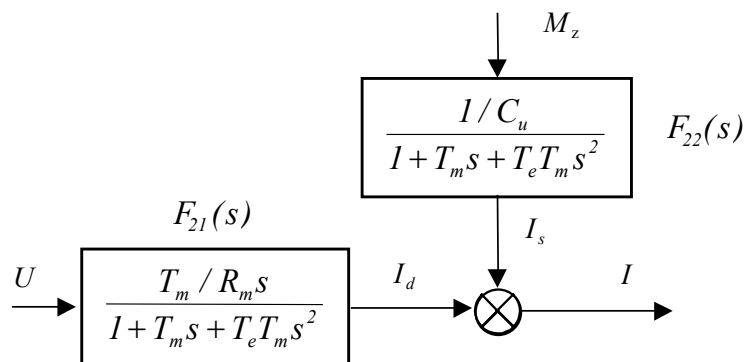 M_z
1 / C_u
1 + T_m s + T_e T_m s^2
F_22(s)
F_21(s)
I_s
U
T_m / R_m s
1 + T_m s + T_e T_m s^2
I_d
I